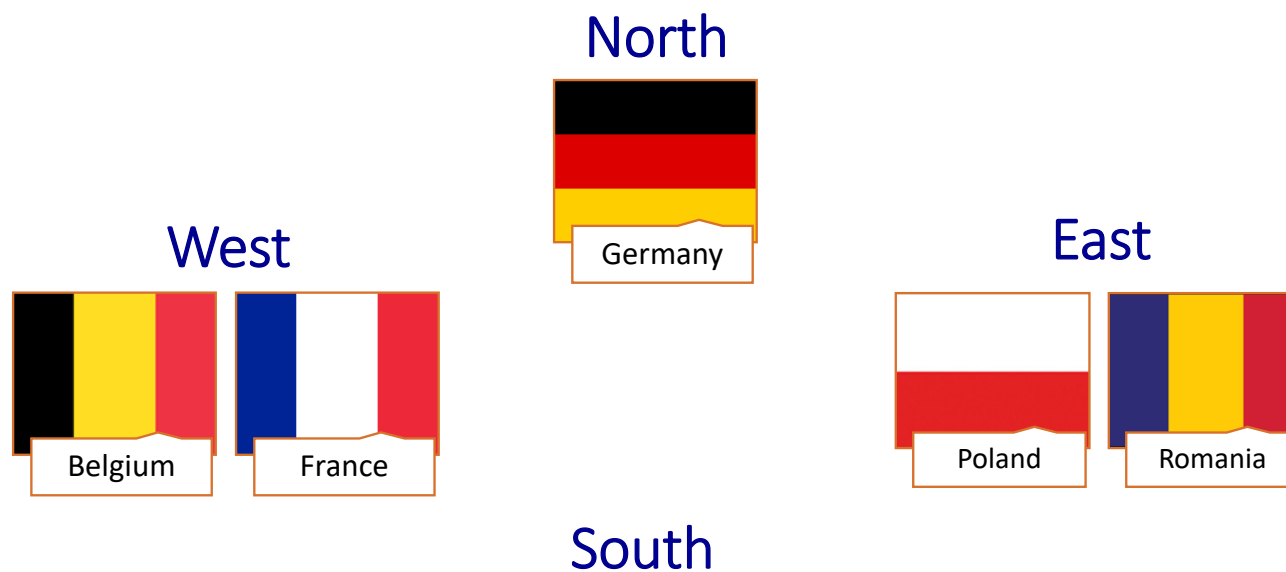 North
Germany
West
East
Belgium
France
Poland
Romania
South